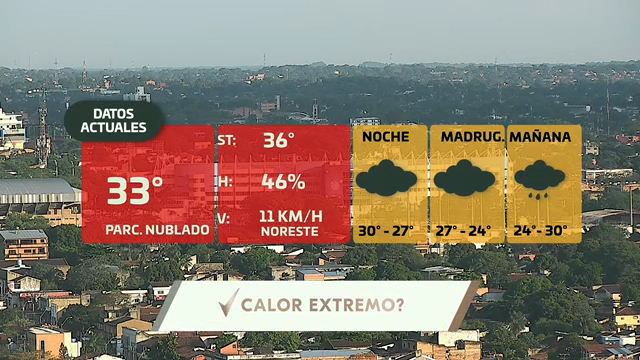 DATOS
ACTUALES
33°
PARC. NUBLADO
ST: 36°
H: 46%
V: 11 KM/H
NORESTE
NOCHE
30° - 27°
MADRUG.
27° - 24°
MAÑANA
24° - 30°
CALOR EXTREMO?